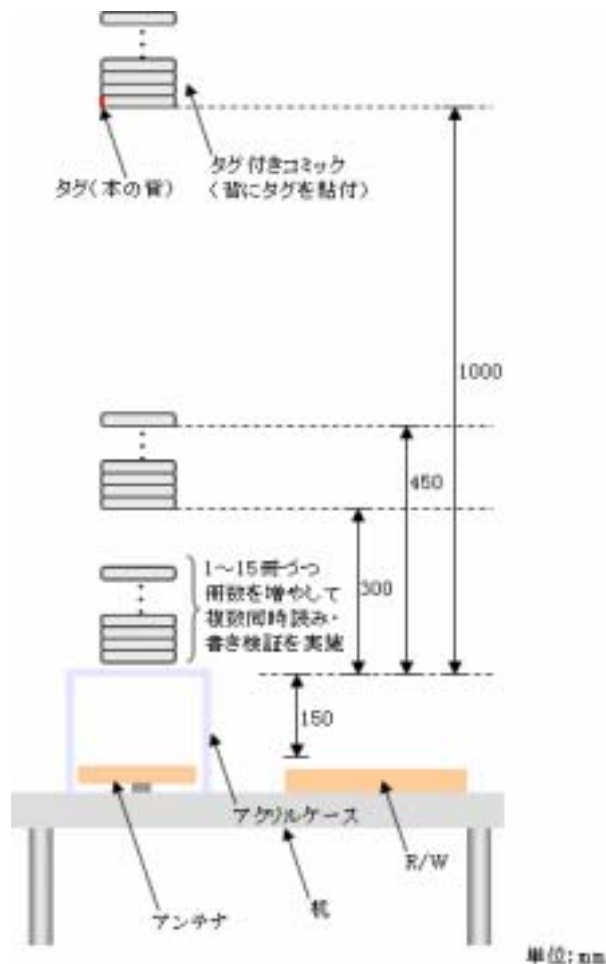 タグ(本の背)
タグ付きコミック
(背にタグを貼付)
1000
450
300
1～15冊づつ
冊数を増やして
複数同時読み・
書き検証を実施
150
アクリルケース
R/W
アンテナ
机
単位:mm